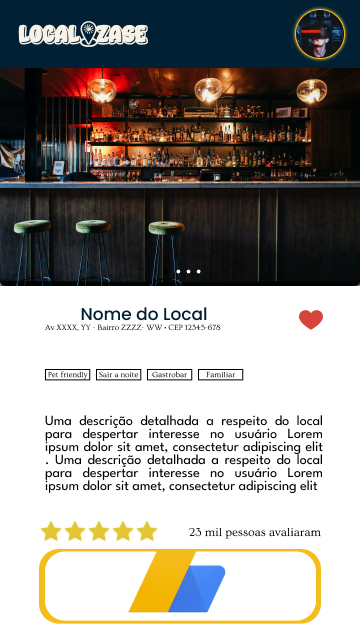 LOCALIZASE
Nome do Local
Av XXXX, YY - Bairro ZZZZ- WW • CEP 12345-678
Pet friendly Sair a noite Gastrobar Familiar
Uma descrição detalhada a respeito do local
para despertar interesse no usuário Lorem
ipsum dolor sit amet, consectetur adipiscing elit
. Uma descrição detalhada a respeito do local
para despertar interesse no usuário Lorem
ipsum dolor sit amet, consectetur adipiscing elit
23 mil pessoas avaliaram